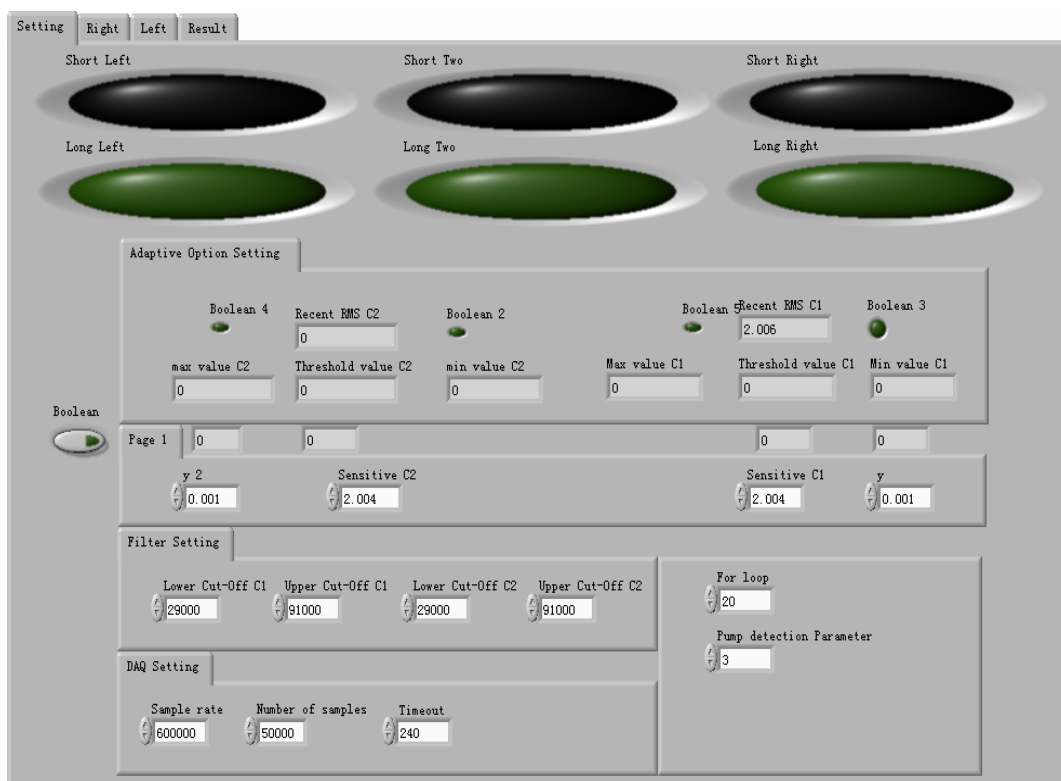 Setting Right Left Result
Short Left Short Two Short Right
Long Left Long Two Long Right
Adaptive Option Setting
Boolean 4 Recent RMS C2 Boolean 2 Boolean 5 Recent RMS C1 Boolean 3
0 2.006
max value C2 Threshold value C2 min value C2 Max value C1 Threshold value C1 Min value C1
0 0 0 0 0 0
Boolean
Page 1 0 0 0 0
y 2 Sensitive C2 Sensitive C1 y
0.001 2.004 2.004 0.001
Filter Setting
Lower Cut-Off C1 Upper Cut-Off C1 Lower Cut-Off C2 Upper Cut-Off C2
29000 91000 29000 91000
For loop
20
Pump detection Parameter
3
DAQ Setting
Sample rate Number of samples Timeout
600000 50000 240